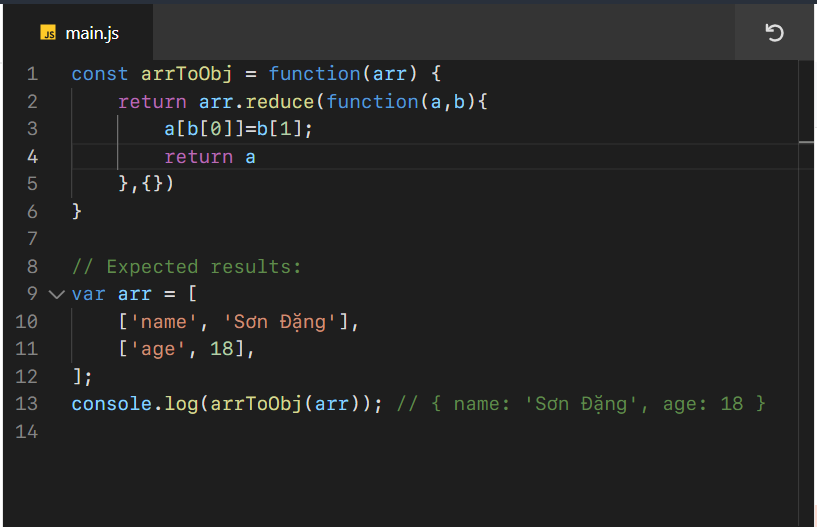 JS main.js
1 const arrToObj = function(arr) {
2 return arr.reduce(function(a,b){
3 a[b[0]]=b[1];
4 return a
5 },{})
6 }
7
8 // Expected results:
9 var arr = [
10 ['name', 'Sơn Đặng'],
11 ['age', 18],
12 ];
13 console.log(arrToObj(arr)); // { name: 'Sơn Đặng', age: 18 }
14